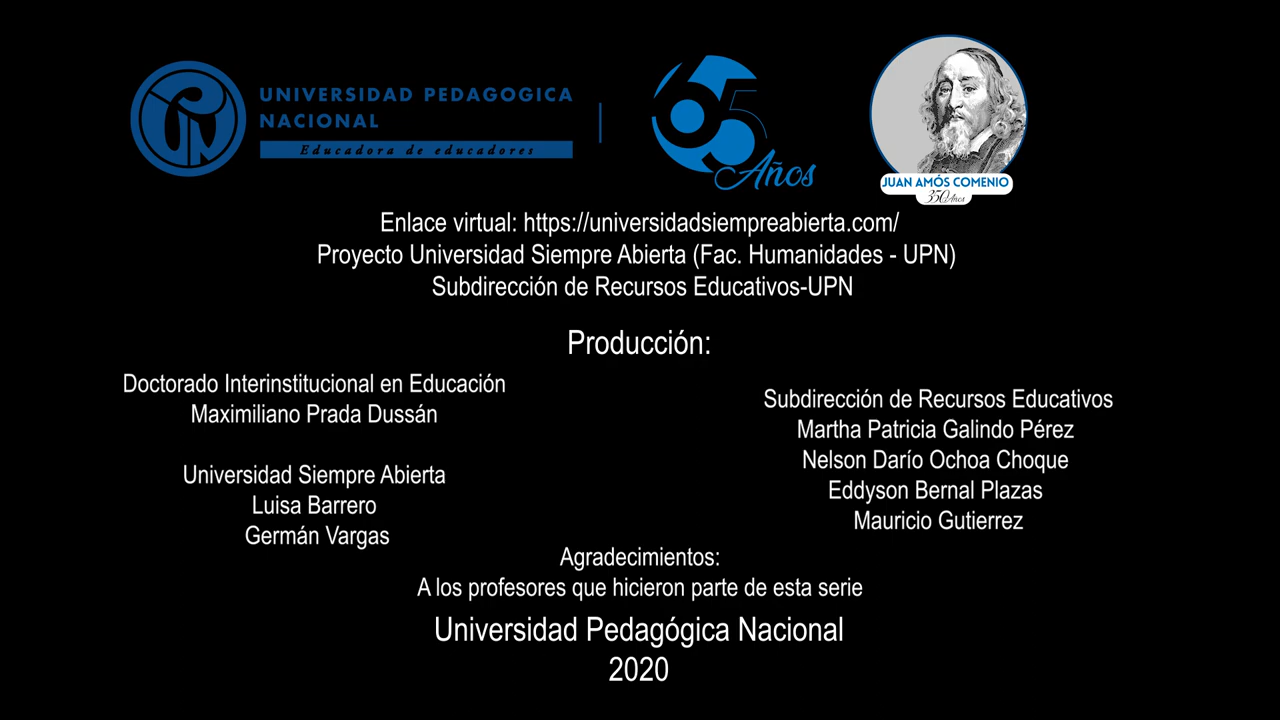 UNIVERSIDAD PEDAGOGICA
NACIONAL
Educadora de educadores
65
Años
JUAN AMÓS COMENIO
350 Años
Enlace virtual: https://universidadsiempreabierta.com/
Proyecto Universidad Siempre Abierta (Fac. Humanidades - UPN)
Subdirección de Recursos Educativos-UPN
Producción:
Doctorado Interinstitucional en Educación
Maximiliano Prada Dussán
Universidad Siempre Abierta
Luisa Barrero
Germán Vargas
Subdirección de Recursos Educativos
Martha Patricia Galindo Pérez
Nelson Darío Ochoa Choque
Eddyson Bernal Plazas
Mauricio Gutierrez
Agradecimientos:
A los profesores que hicieron parte de esta serie
Universidad Pedagógica Nacional
2020